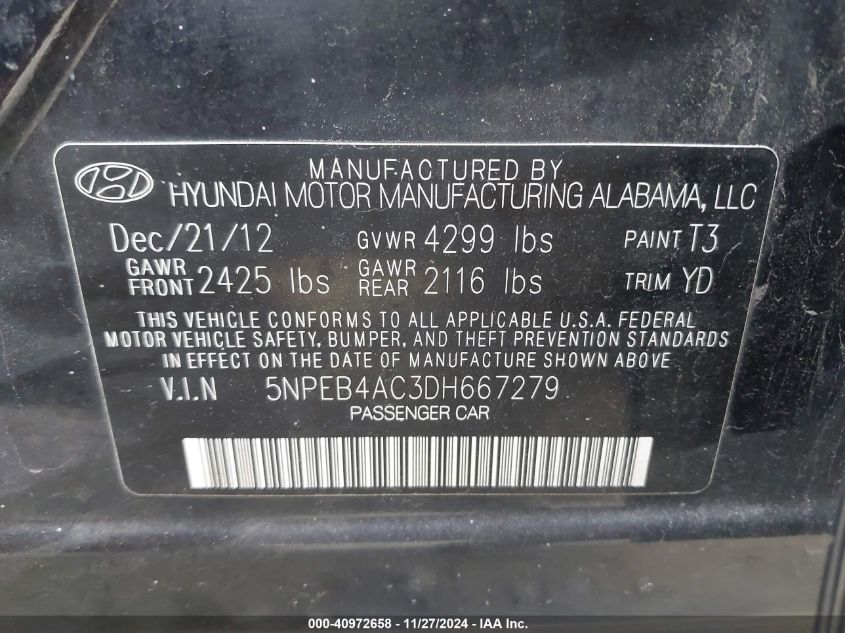 MANUFACTURED BY
HYUNDAI MOTOR MANUFACTURING ALABAMA, LLC
Dec/21/12 GVWR 4299 lbs PAINT T3
GAWR FRONT 2425 lbs GAWR REAR 2116 lbs TRIM YD
THIS VEHICLE CONFORMS TO ALL APPLICABLE U.S.A. FEDERAL
MOTOR VEHICLE SAFETY, BUMPER, AND THEFT PREVENTION STANDARDS
IN EFFECT ON THE DATE OF MANUFACTURE SHOWN ABOVE
V.I.N 5NPEB4AC3DH667279
PASSENGER CAR
000-40972658 - 11/27/2024 - IAA Inc.